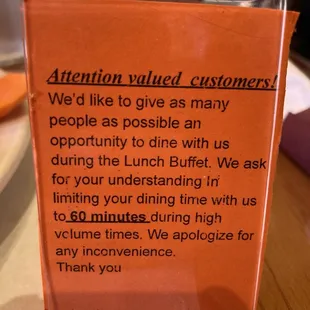 Attention valued customers!
We'd like to give as many
people as possible an
opportunity to dine with us
during the Lunch Buffet. We ask
for your understanding In
limiting your dining time with us
to 60 minutes during high
volume times. We apologize for
any inconvenience.
Thank you